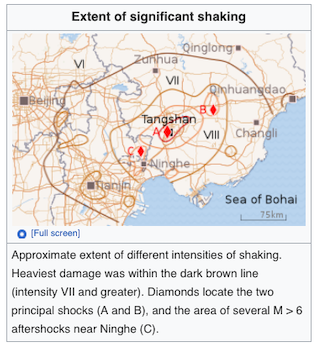 Extent of significant shaking
Qinglong
VI
Zunhua
VII
Qinhuangdao
Beijing
B
Tangshan
A
VIII
Changli
C
Ninghe
Tianjin
Sea of Bohai
75km
[Full screen]
Approximate extent of different intensities of shaking.
Heaviest damage was within the dark brown line
(intensity VII and greater). Diamonds locate the two
principal shocks (A and B), and the area of several M > 6
aftershocks near Ninghe (C).